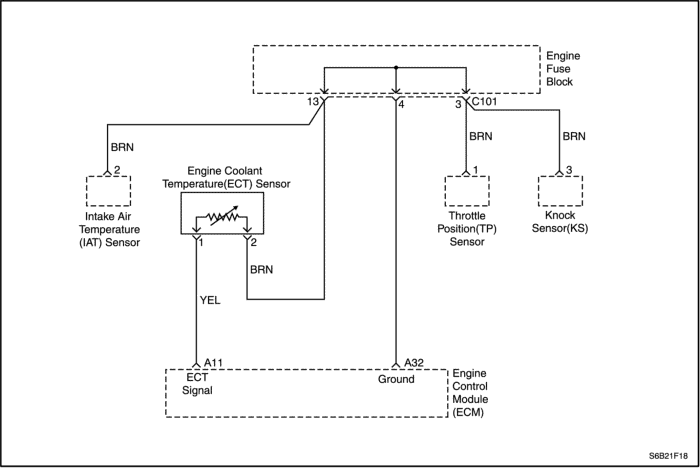 Engine
Fuse
Block
13
4
3
C101
BRN
BRN
BRN
2
Engine Coolant
Temperature(ECT) Sensor
1
3
Intake Air
Temperature
(IAT) Sensor
Throttle
Position(TP)
Sensor
Knock
Sensor(KS)
1
2
BRN
YEL
A11
A32
ECT
Signal
Ground
Engine
Control
Module
(ECM)
S6B21F18